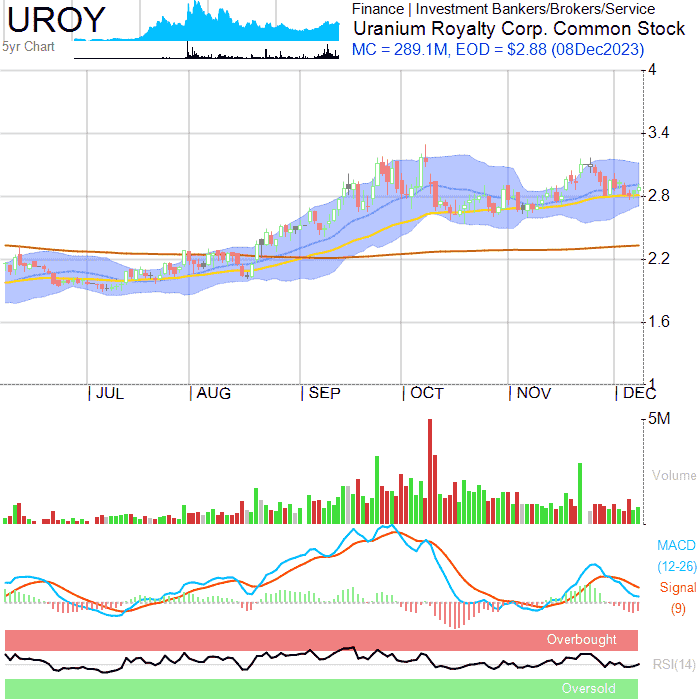 UROY
5yr Chart
Finance | Investment Bankers/Brokers/Service
Uranium Royalty Corp. Common Stock
MC = 289.1M, EOD = $2.88 (08Dec2023)
4
3.4
2.8
2.2
1.6
1
JUL AUG SEP OCT NOV DEC
5M
Volume
MACD
(12-26)
Signal
(9)
Overbought
RSI(14)
Oversold